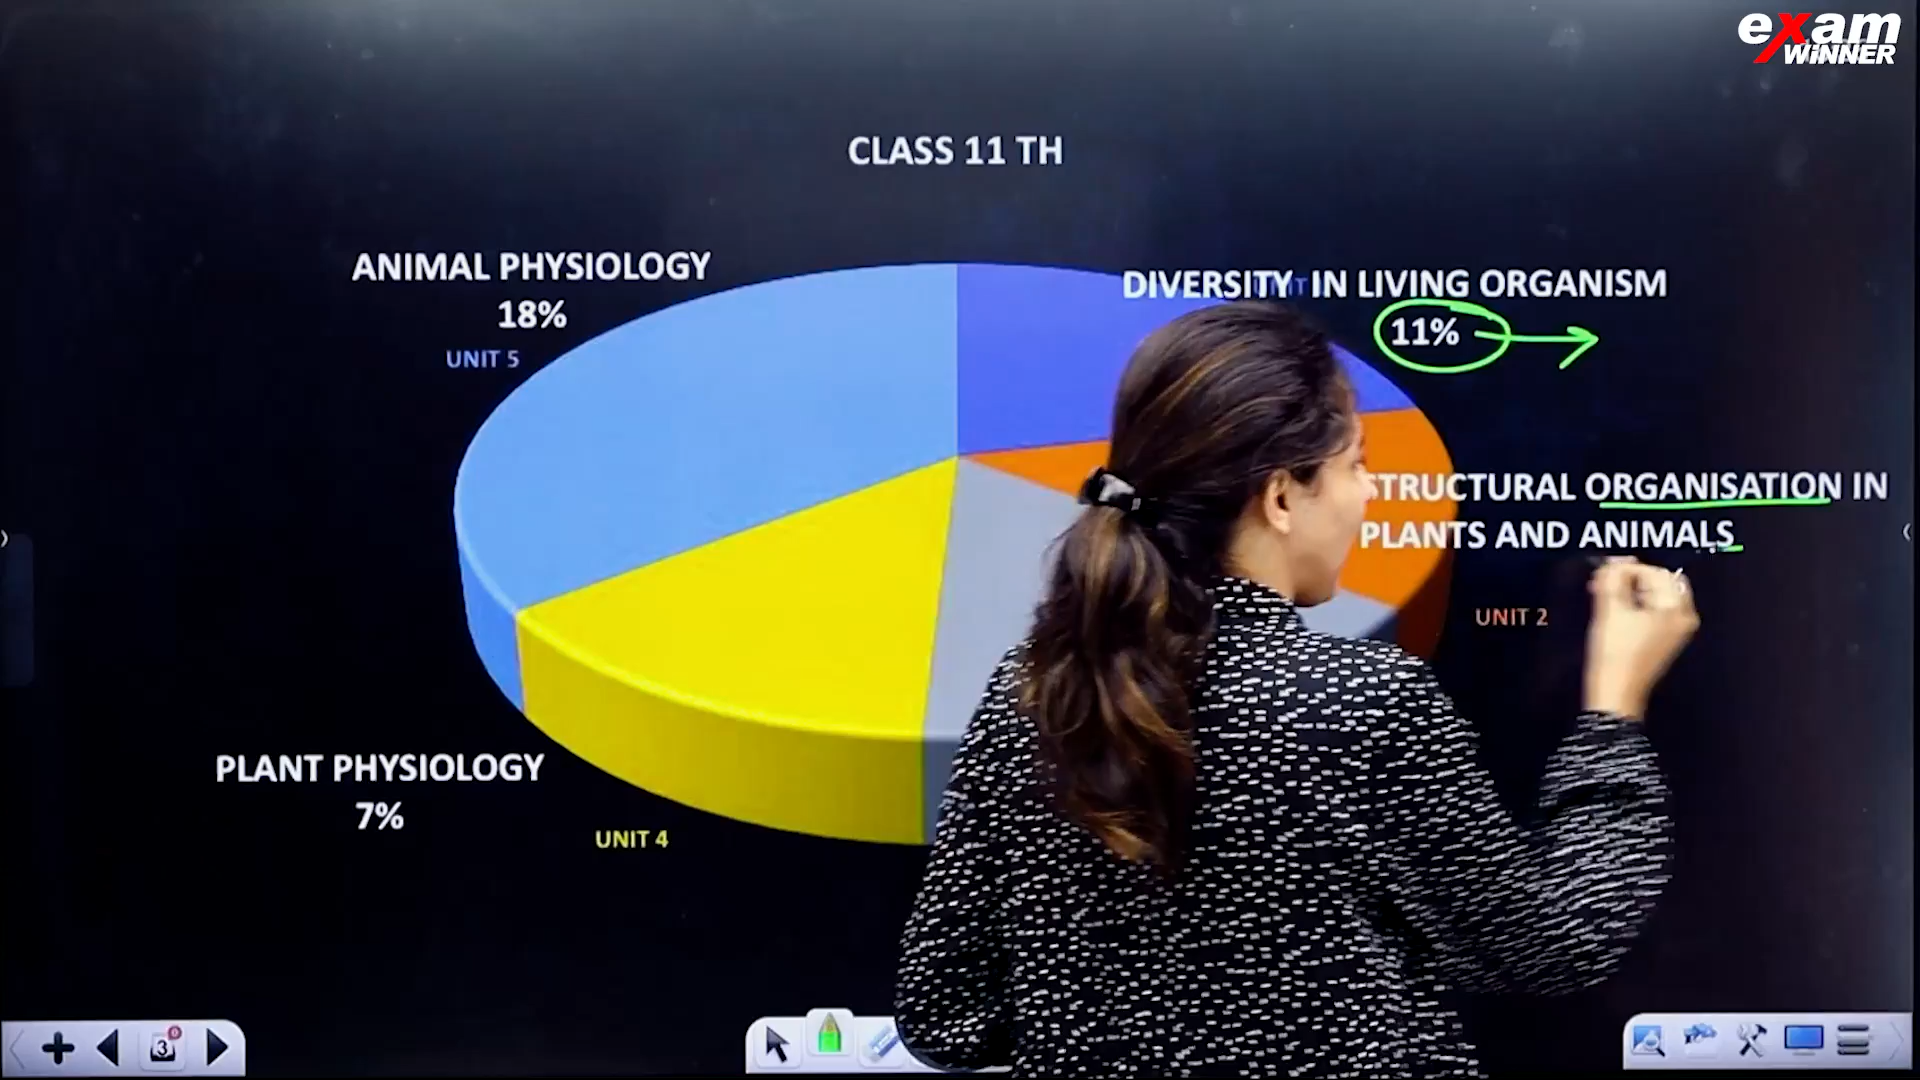 exam
WINNER
CLASS 11 TH
ANIMAL PHYSIOLOGY
18%
UNIT 5
DIVERSITY IN LIVING ORGANISM
11%
STRUCTURAL ORGANISATION IN
PLANTS AND ANIMALS
UNIT 2
PLANT PHYSIOLOGY
7%
UNIT 4
3